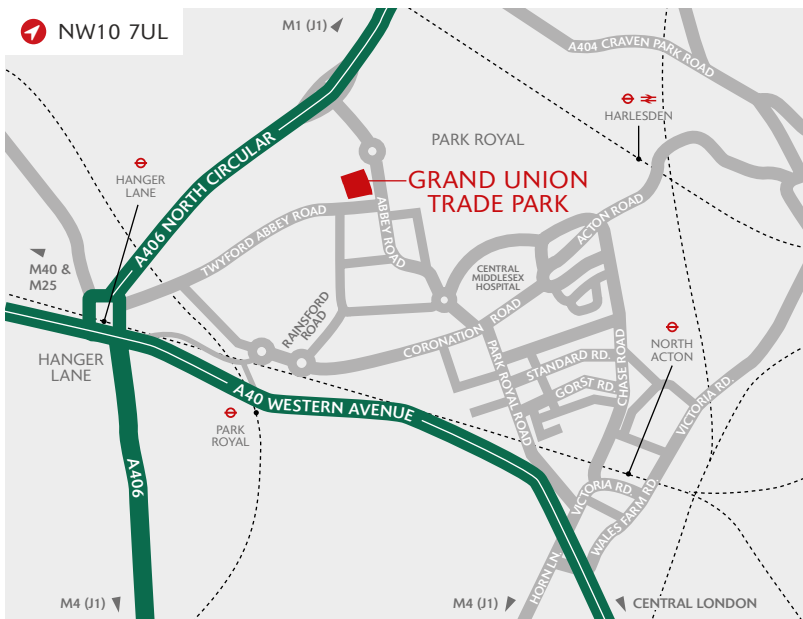 NW10 7UL
M1 (J1)
A404 CRAVEN PARK ROAD
HARLESDEN
PARK ROYAL
A406 NORTH CIRCULAR
HANGER
LANE
GRAND UNION
TRADE PARK
ABBEY ROAD
ACTON ROAD
TWYFORD ABBEY ROAD
M40 &
M25
CENTRAL
MIDDLESEX
HOSPITAL
RAINSFORD
ROAD
CORONATION ROAD
HANGER
LANE
PARK ROYAL ROAD
STANDARD RD.
GORST RD.
CHASE ROAD
NORTH
ACTON
VICTORIA RD.
A40 WESTERN AVENUE
PARK
ROYAL
A406
VICTORIA RD.
WALES FARM RD.
HORN LN.
M4 (J1)
M4 (J1)
CENTRAL LONDON